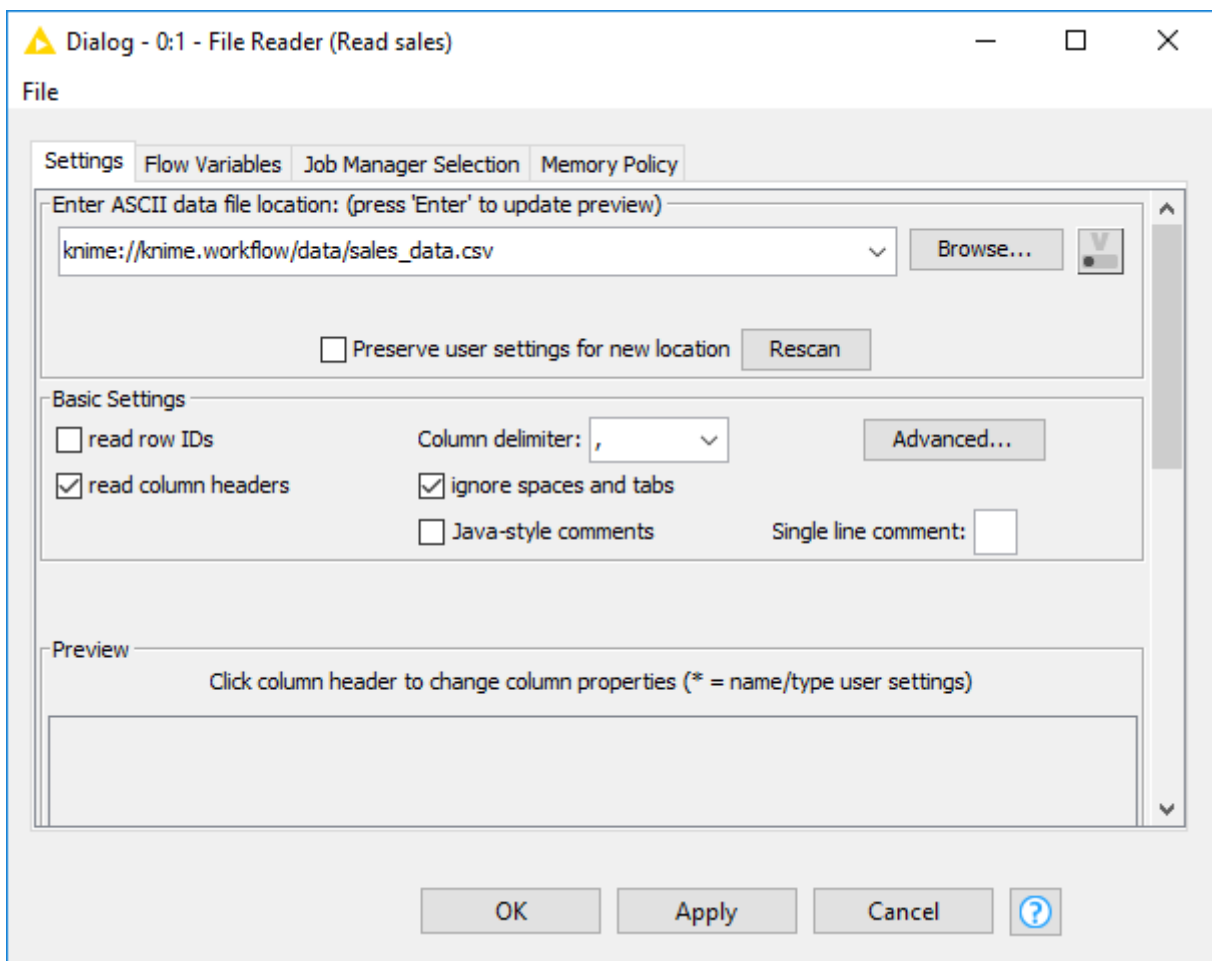 Dialog - 0:1 - File Reader (Read sales)
File
Settings Flow Variables Job Manager Selection Memory Policy
Enter ASCII data file location: (press 'Enter' to update preview)
knime://knime.workflow/data/sales_data.csv Browse... V
Preserve user settings for new location Rescan
Basic Settings
read row IDs Column delimiter: , Advanced...
read column headers ignore spaces and tabs
Java-style comments Single line comment:
Preview
Click column header to change column properties (* = name/type user settings)
OK Apply Cancel ?